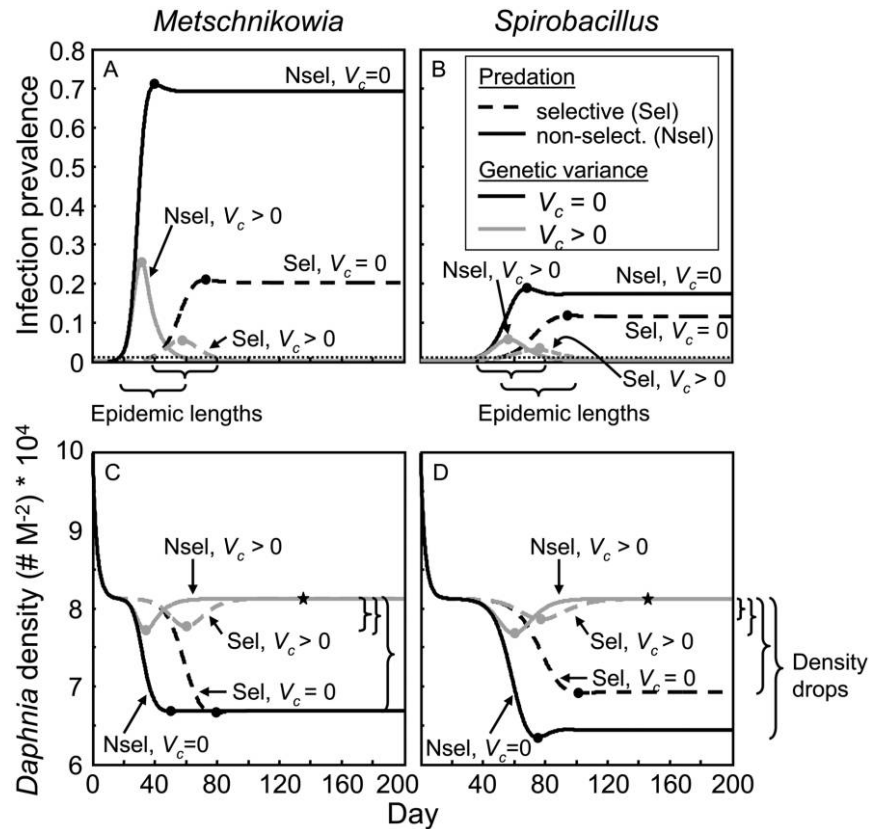 Metschnikowia
Spirobacillus
0.8
0.7
0.6
0.5
0.4
0.3
0.2
0.1
0
Infection prevalence
A
Nsel, Vc=0
Nsel, Vc > 0
Sel, Vc = 0
Sel, Vc > 0
Epidemic lengths
B
Predation
selective (Sel)
non-select. (Nsel)
Genetic variance
Vc = 0
Vc > 0
Nsel, Vc > 0
Nsel, Vc=0
Sel, Vc = 0
Sel, Vc > 0
Epidemic lengths
10
9
8
7
6
Daphnia density (# M-2) * 10^4
C
Nsel, Vc > 0
Sel, Vc > 0
Sel, Vc = 0
Nsel, Vc=0
D
Nsel, Vc > 0
Sel, Vc > 0
Sel, Vc = 0
Nsel, Vc=0
Density
drops
0 40 80 120 160 200
40 80 120 160 200
Day